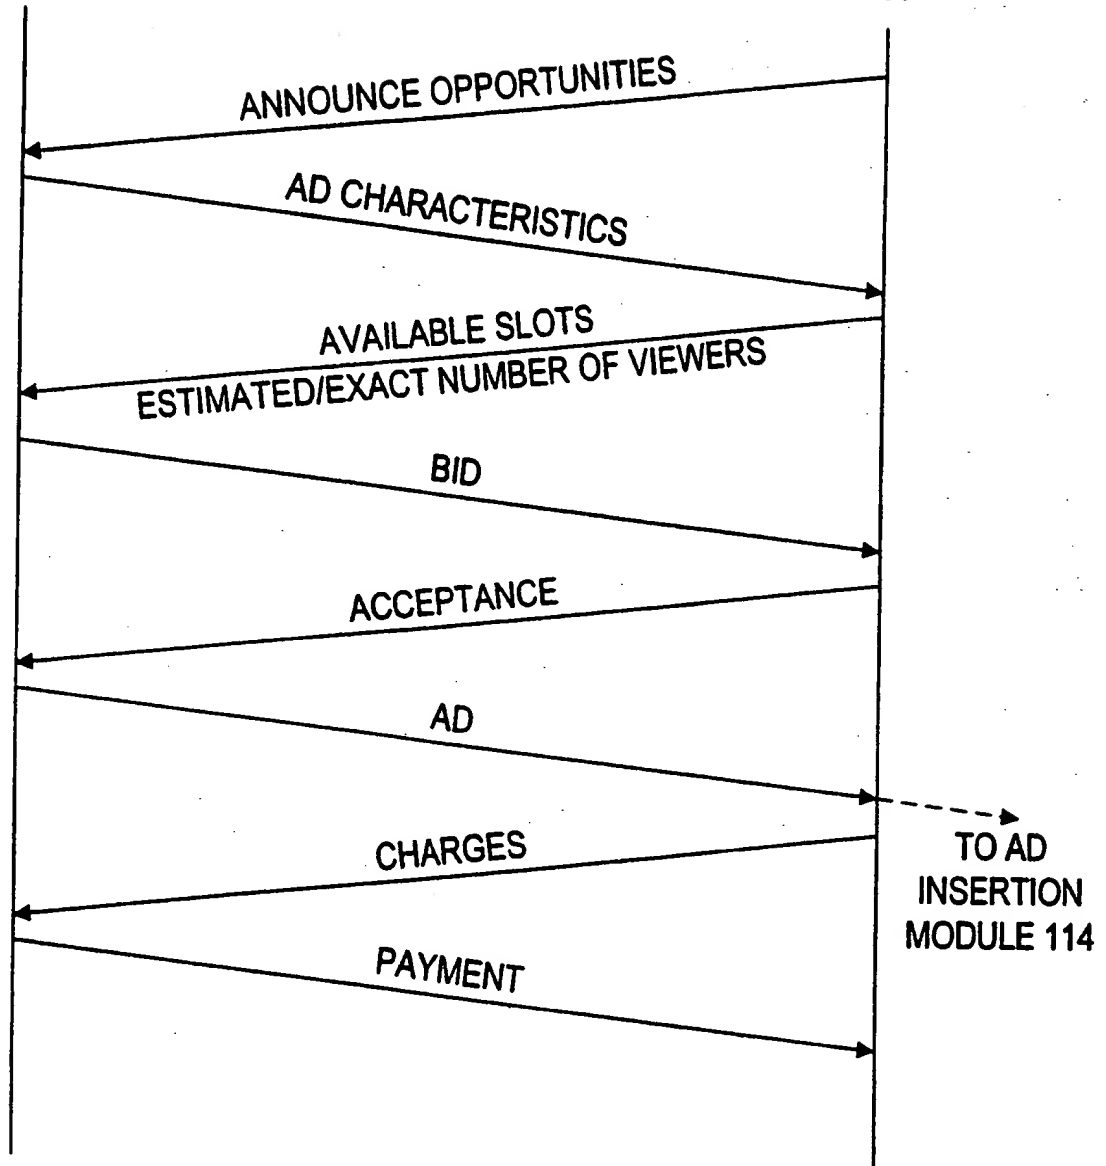 ANNOUNCE OPPORTUNITIES
AD CHARACTERISTICS
AVAILABLE SLOTS
ESTIMATED/EXACT NUMBER OF VIEWERS
BID
ACCEPTANCE
AD
TO AD
INSERTION
MODULE 114
CHARGES
PAYMENT